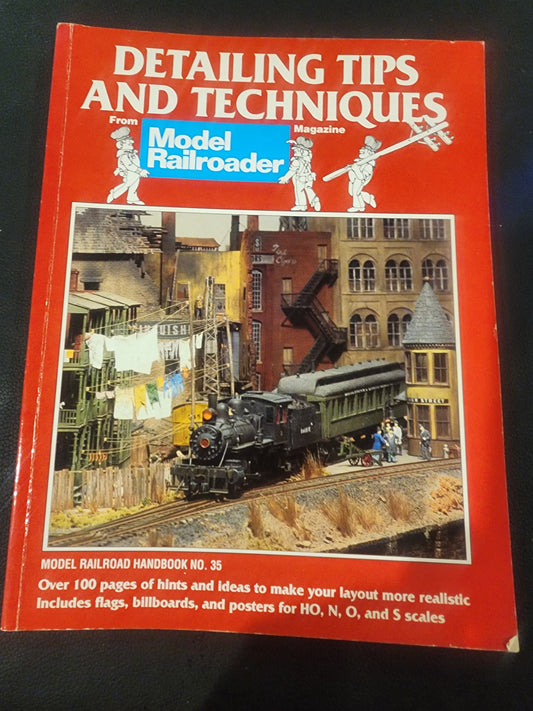 DETAILING TIPS
AND TECHNIQUES
From
Model
Railroader
Magazine
MODEL RAILROAD HANDBOOK NO. 35
Over 100 pages of hints and ideas to make your layout more realistic
Includes flags, billboards, and posters for HO, N, O, and S scales